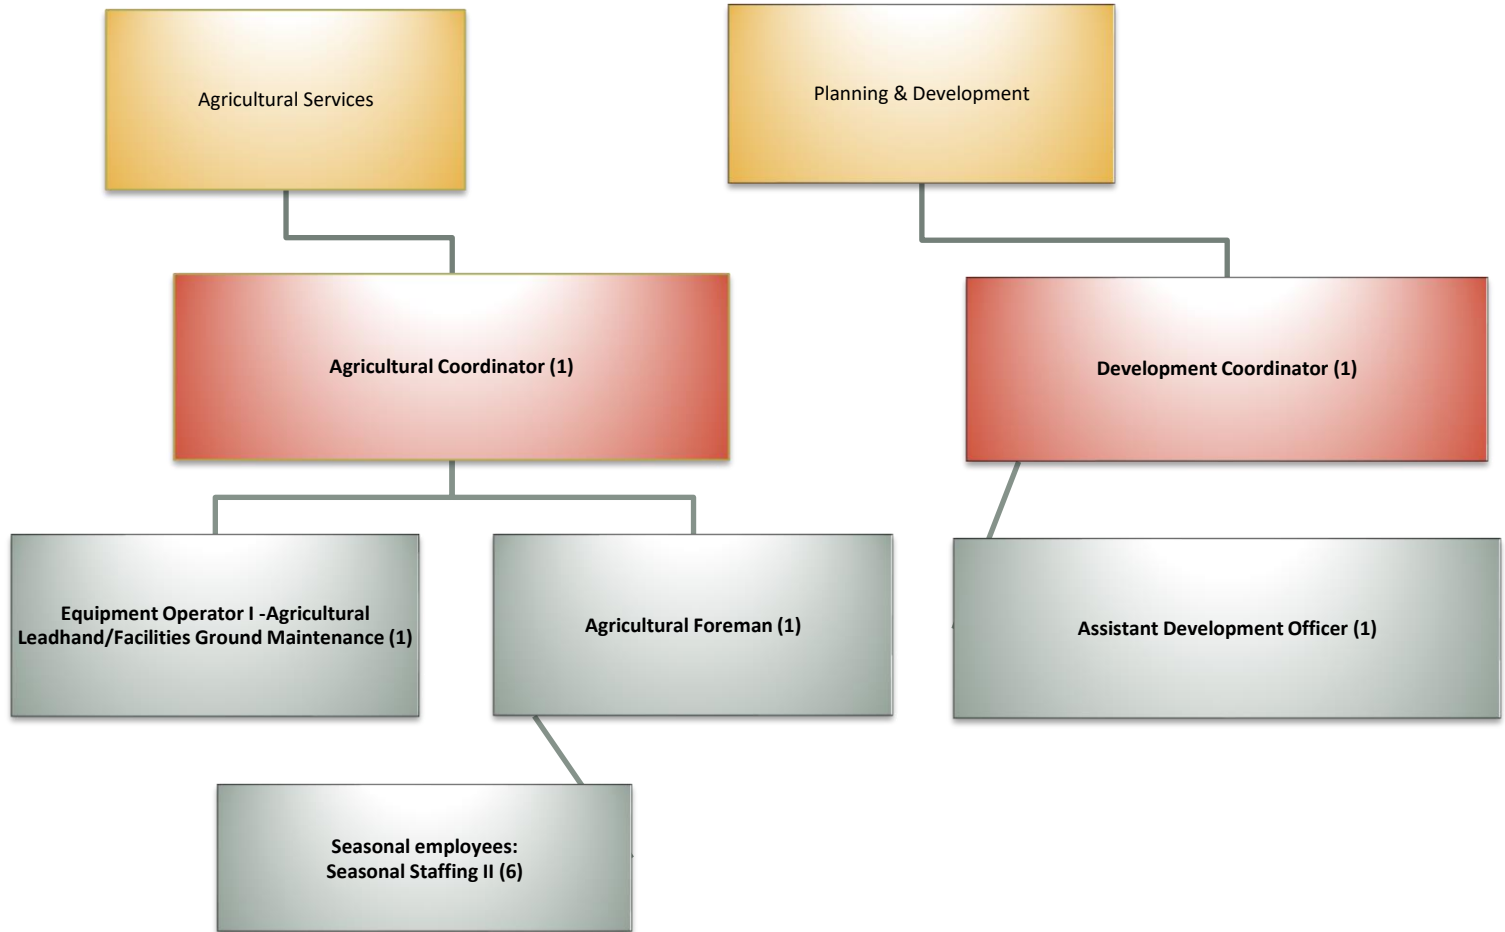 Agricultural Services
Planning & Development
Agricultural Coordinator (1)
Development Coordinator (1)
Equipment Operator I -Agricultural
Leadhand/Facilities Ground Maintenance (1)
Agricultural Foreman (1)
Assistant Development Officer (1)
Seasonal employees:
Seasonal Staffing II (6)